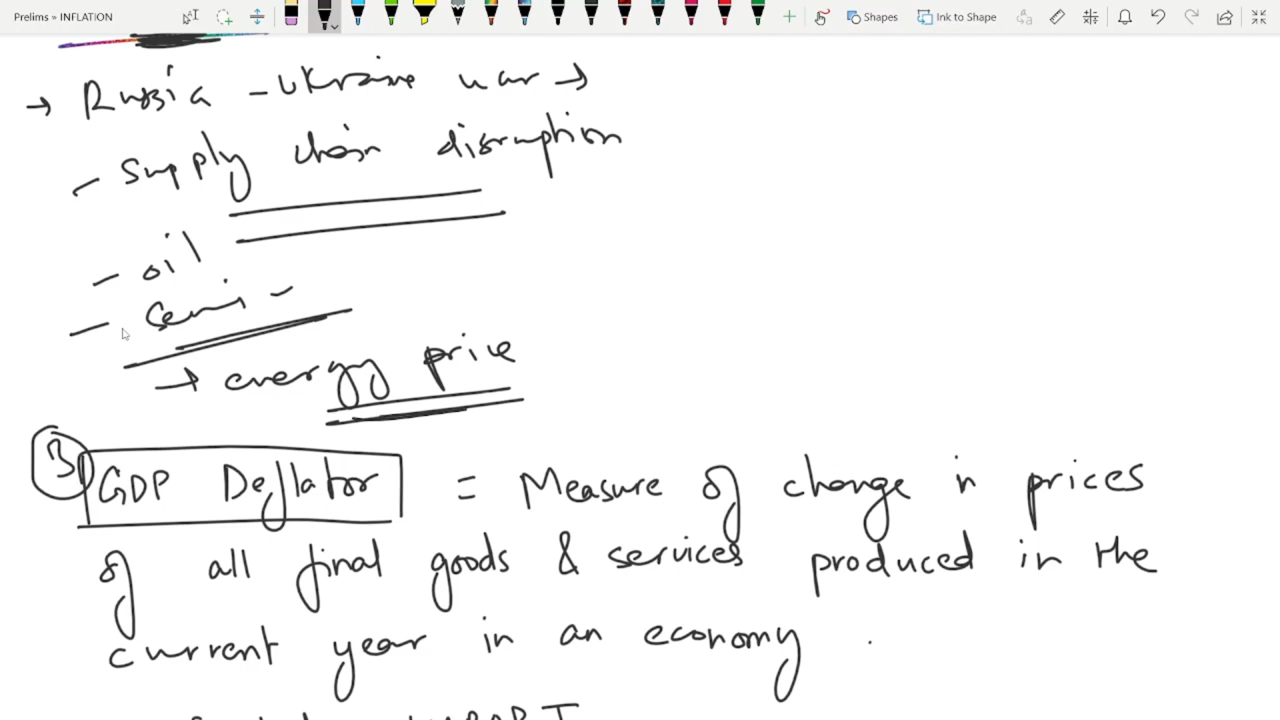 Prelims » INFLATION
Shapes
Ink to Shape
→ Russia - Ukraine war →
- Supply chain disruption
- oil
- Semi -
→ energy price
3 GDP Deflator = Measure of change in prices
of all final goods & services produced in the
current year in an economy .